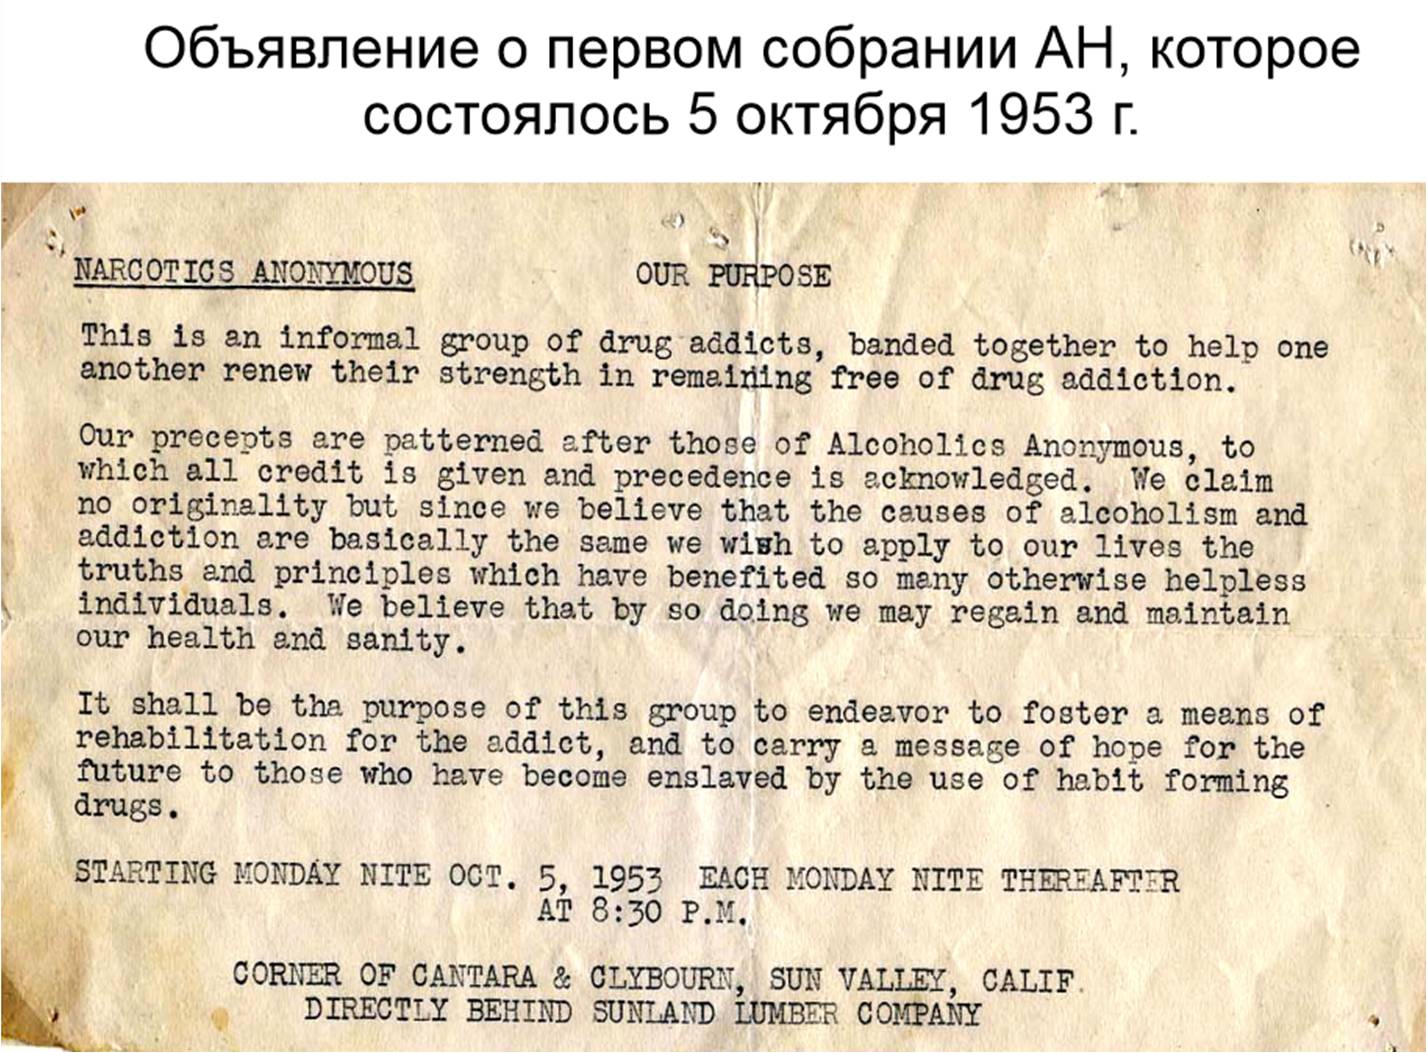 Объявление о первом собрании АН, которое
состоялось 5 октября 1953 г.
NARCOTICS ANONYMOUS OUR PURPOSE
This is an informal group of drug addicts, banded together to help one
another renew their strength in remaining free of drug addiction.
Our precepts are patterned after those of Alcoholics Anonymous, to
which all credit is given and precedence is acknowledged. We claim
no originality but since we believe that the causes of alcoholism and
addiction are basically the same we wish to apply to our lives the
truths and principles which have benefited so many otherwise helpless
individuals. We believe that by so doing we may regain and maintain
our health and sanity.
It shall be tha purpose of this group to endeavor to foster a means of
rehabilitation for the addict, and to carry a message of hope for the
future to those who have become enslaved by the use of habit forming
drugs.
STARTING MONDAY NITE OCT. 5, 1953 EACH MONDAY NITE THEREAFTER
AT 8:30 P.M.
CORNER OF CANTARA & CLYBOURN, SUN VALLEY, CALIF.
DIRECTLY BEHIND SUNLAND LUMBER COMPANY